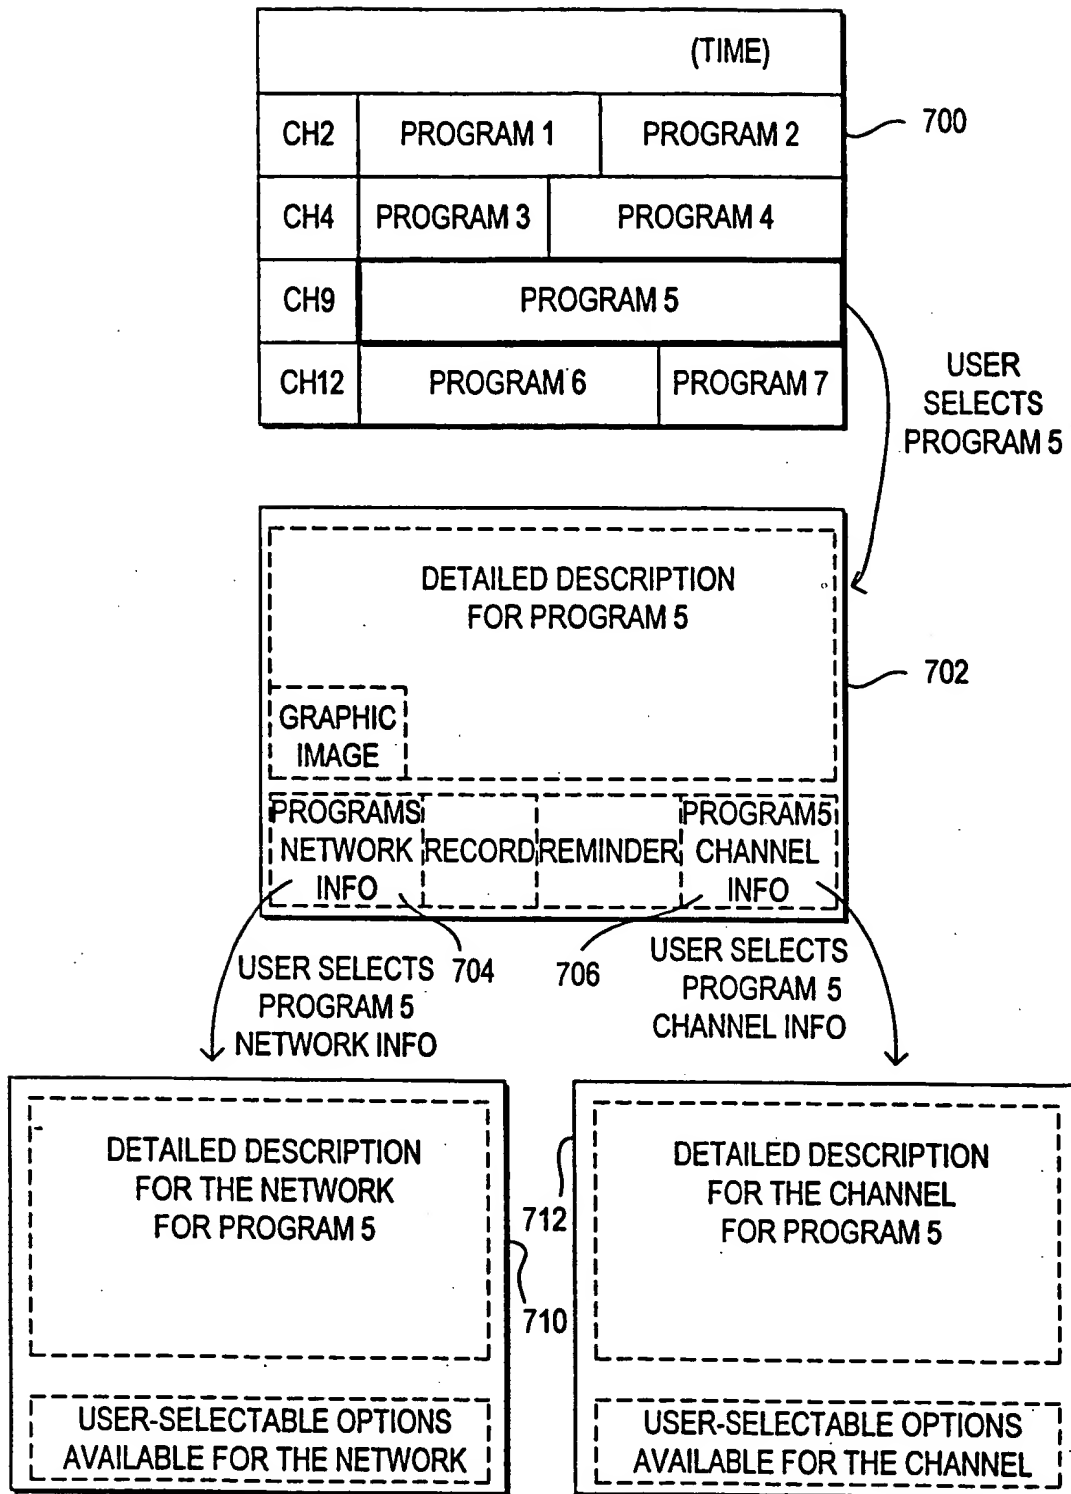 (TIME)
CH2 PROGRAM 1 PROGRAM 2
700
CH4 PROGRAM 3 PROGRAM 4
CH9 PROGRAM 5
CH12 PROGRAM 6 PROGRAM 7
USER
SELECTS
PROGRAM 5
DETAILED DESCRIPTION
FOR PROGRAM 5
702
GRAPHIC
IMAGE
PROGRAMS
NETWORK
INFO
RECORD
REMINDER
PROGRAM5
CHANNEL
INFO
704
706
USER SELECTS
PROGRAM 5
NETWORK INFO
USER SELECTS
PROGRAM 5
CHANNEL INFO
DETAILED DESCRIPTION
FOR THE NETWORK
FOR PROGRAM 5
710
USER-SELECTABLE OPTIONS
AVAILABLE FOR THE NETWORK
712
DETAILED DESCRIPTION
FOR THE CHANNEL
FOR PROGRAM 5
USER-SELECTABLE OPTIONS
AVAILABLE FOR THE CHANNEL